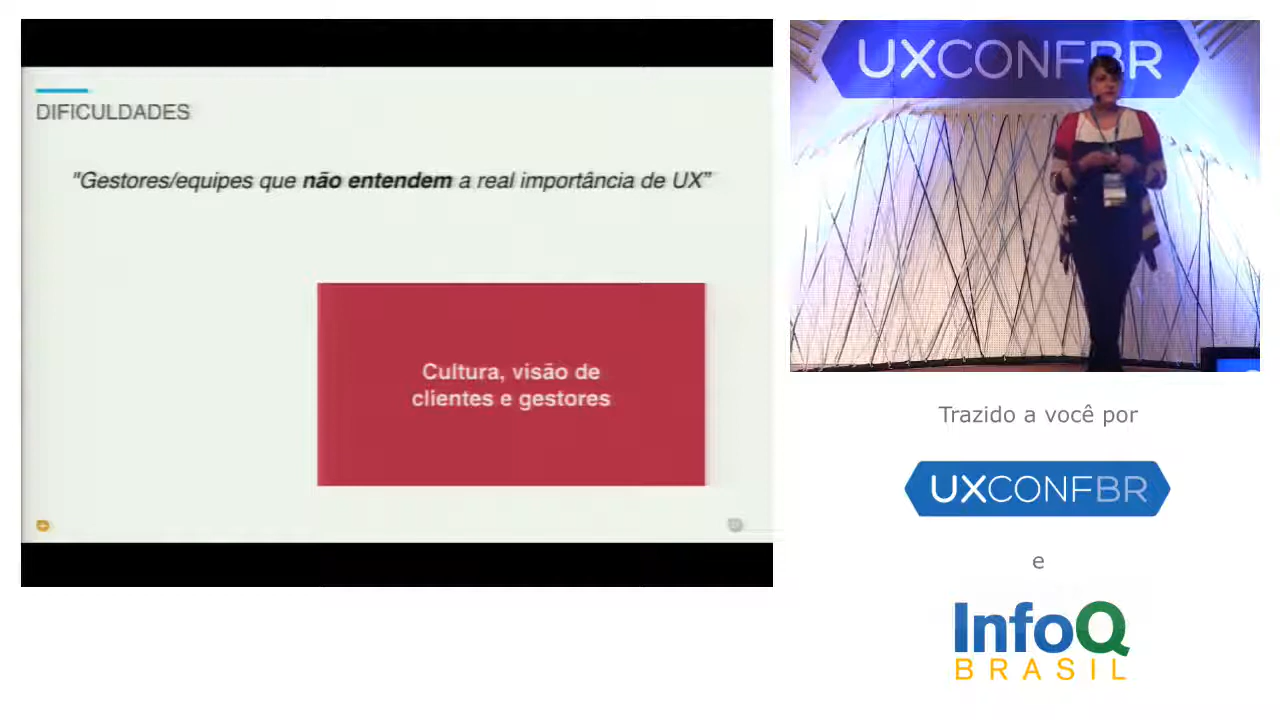 DIFICULDADES
"Gestores/equipes que não entendem a real importância de UX”
Cultura, visão de
clientes e gestores
UXCONFBR
Trazido a você por
UXCONFBR
e
InfoQ
BRASIL